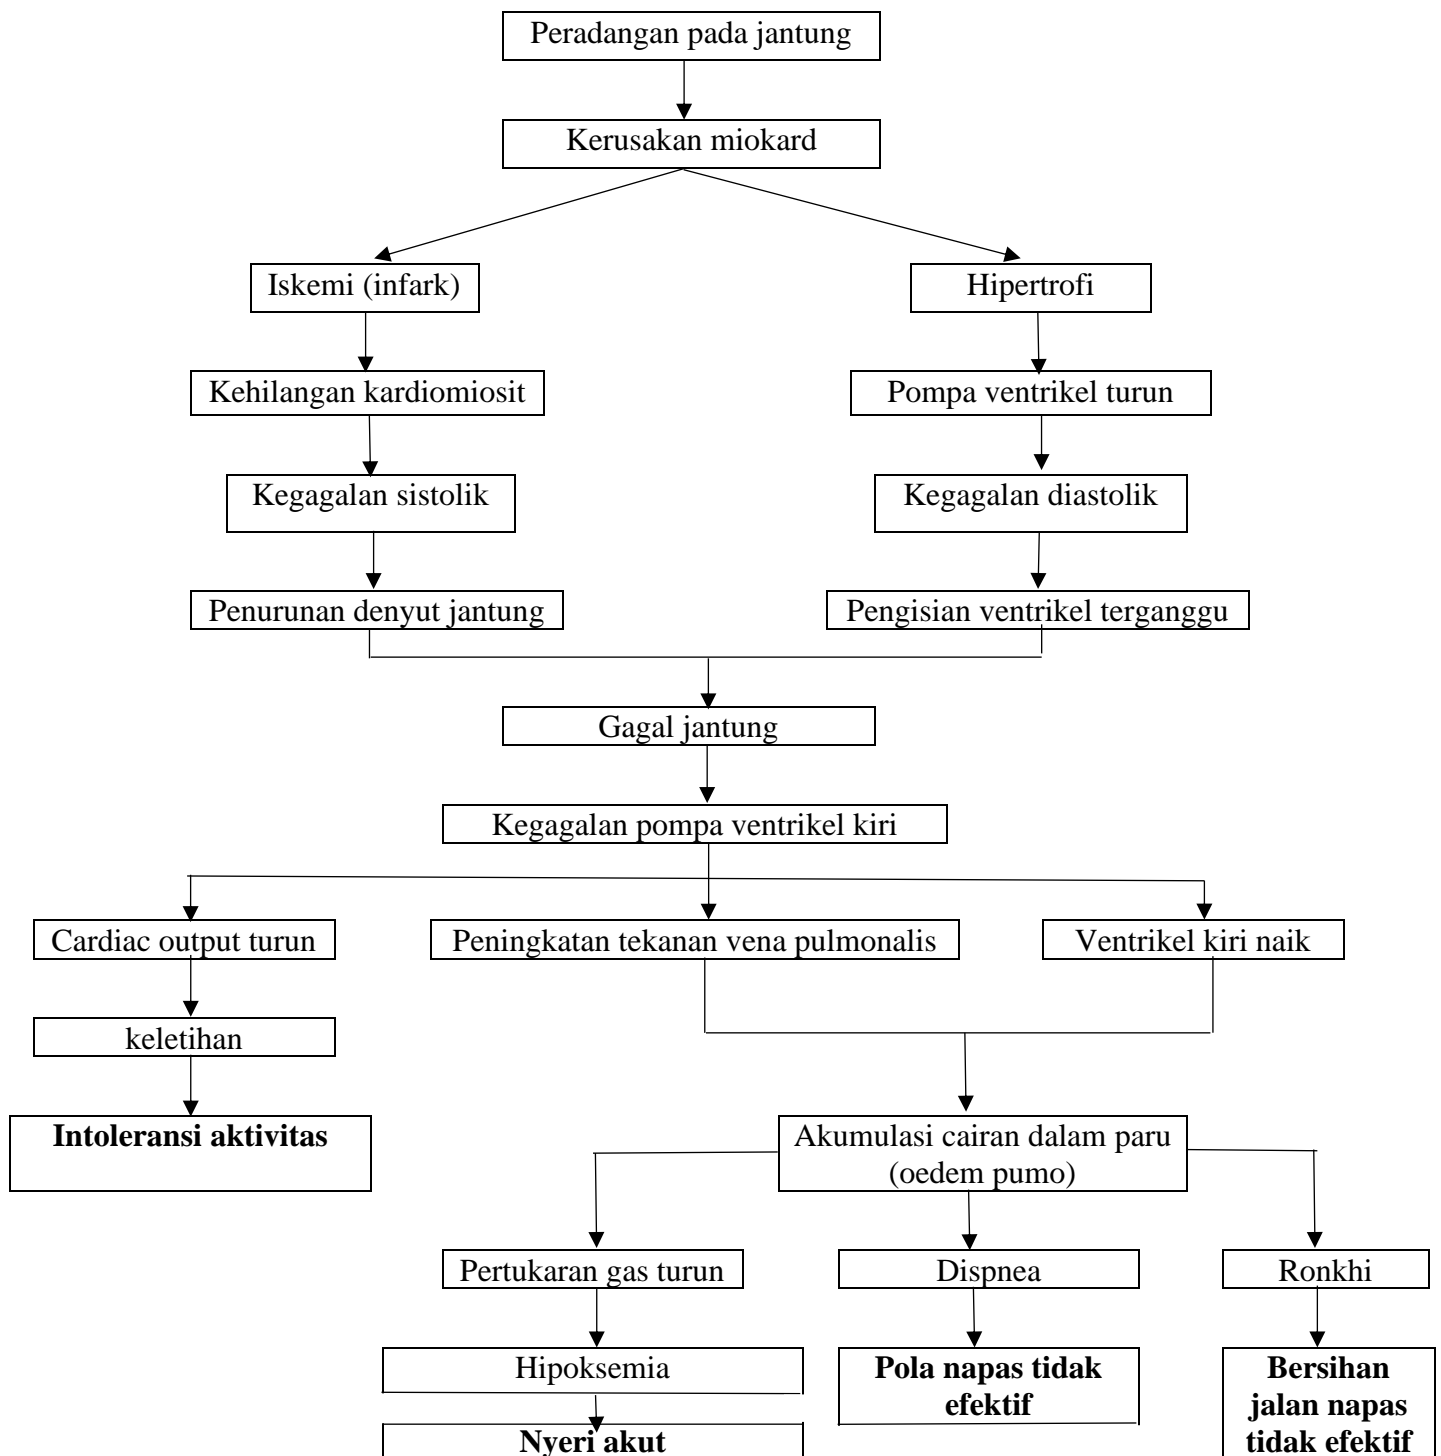 Peradangan pada jantung
Kerusakan miokard
Iskemi (infark)
Hipertrofi
Kehilangan kardiomiosit
Pompa ventrikel turun
Kegagalan sistolik
Kegagalan diastolik
Penurunan denyut jantung
Pengisian ventrikel terganggu
Gagal jantung
Kegagalan pompa ventrikel kiri
Cardiac output turun
Peningkatan tekanan vena pulmonalis
Ventrikel kiri naik
keletihan
Intoleransi aktivitas
Akumulasi cairan dalam paru
(oedem pumo)
Pertukaran gas turun
Dispnea
Ronkhi
Hipoksemia
Pola napas tidak
efektif
Bersihan
jalan napas
tidak efektif
Nyeri akut